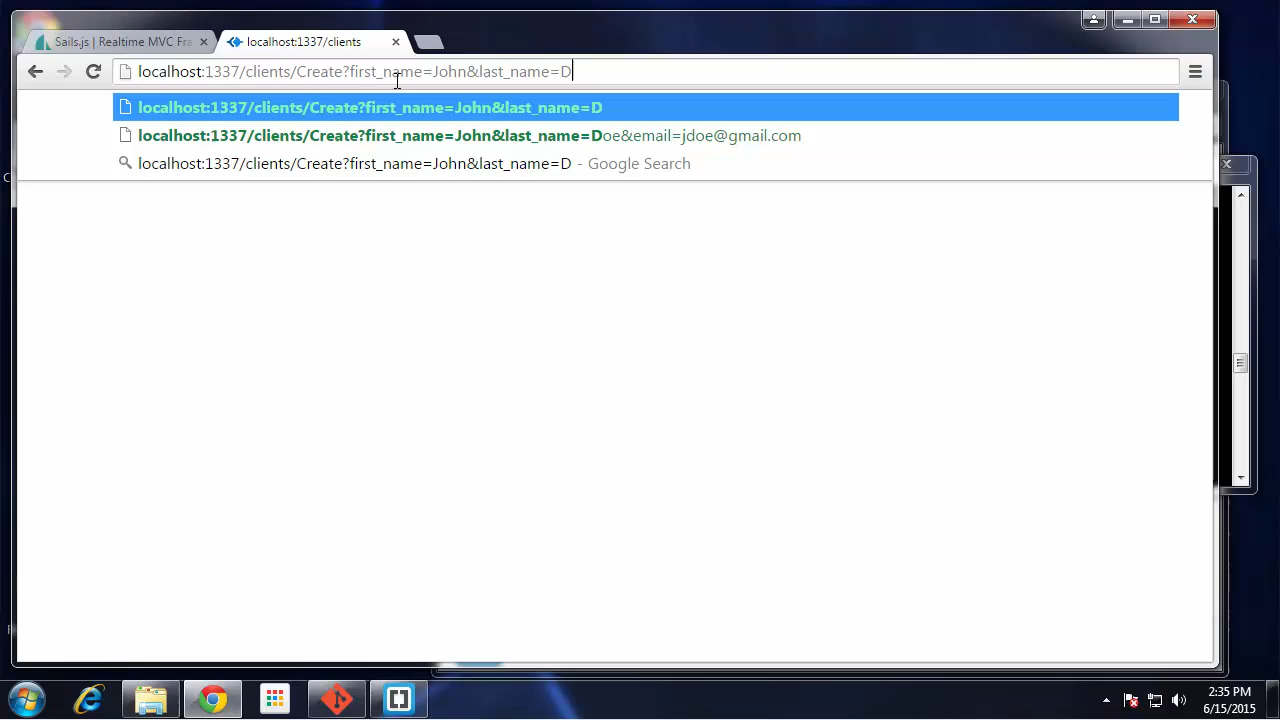 Sails.js | Realtime MVC Fra
localhost:1337/clients
localhost:1337/clients/Create?first_name=John&last_name=D
localhost:1337/clients/Create?first_name=John&last_name=D
localhost:1337/clients/Create?first_name=John&last_name=Doe&email=jdoe@gmail.com
localhost:1337/clients/Create?first_name=John&last_name=D - Google Search
2:35 PM
6/15/2015